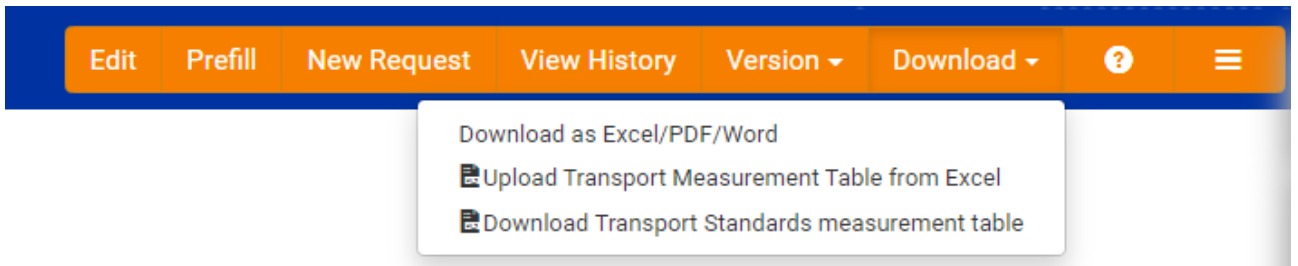 Edit Prefill New Request View History Version Download ?
Download as Excel/PDF/Word
Upload Transport Measurement Table from Excel
Download Transport Standards measurement table